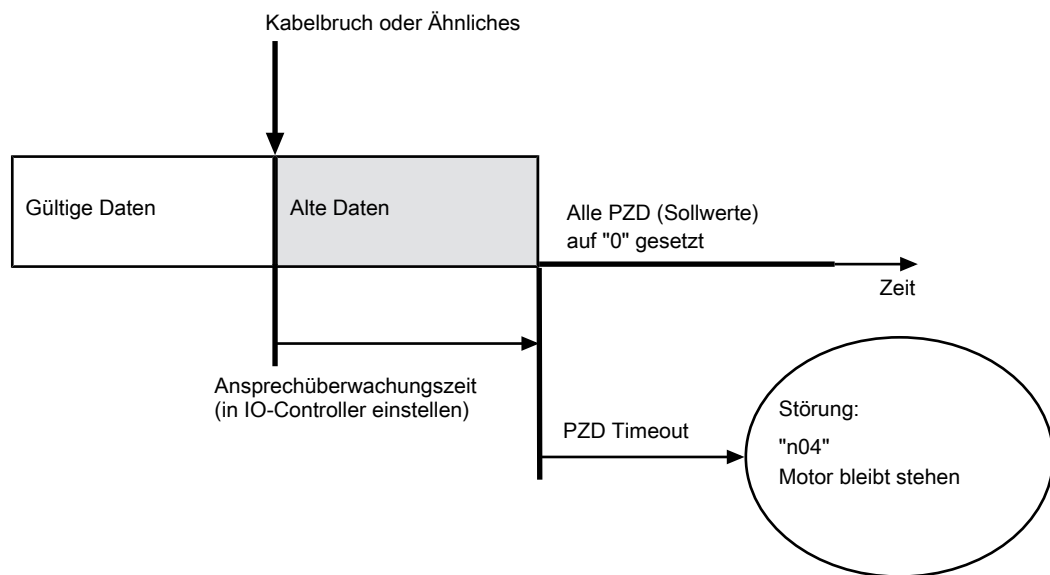 Kabelbruch oder Ähnliches
Gültige Daten
Alte Daten
Alle PZD (Sollwerte)
auf "0" gesetzt
Zeit
Ansprechüberwachungszeit
(in IO-Controller einstellen)
PZD Timeout
Störung:
"n04"
Motor bleibt stehen